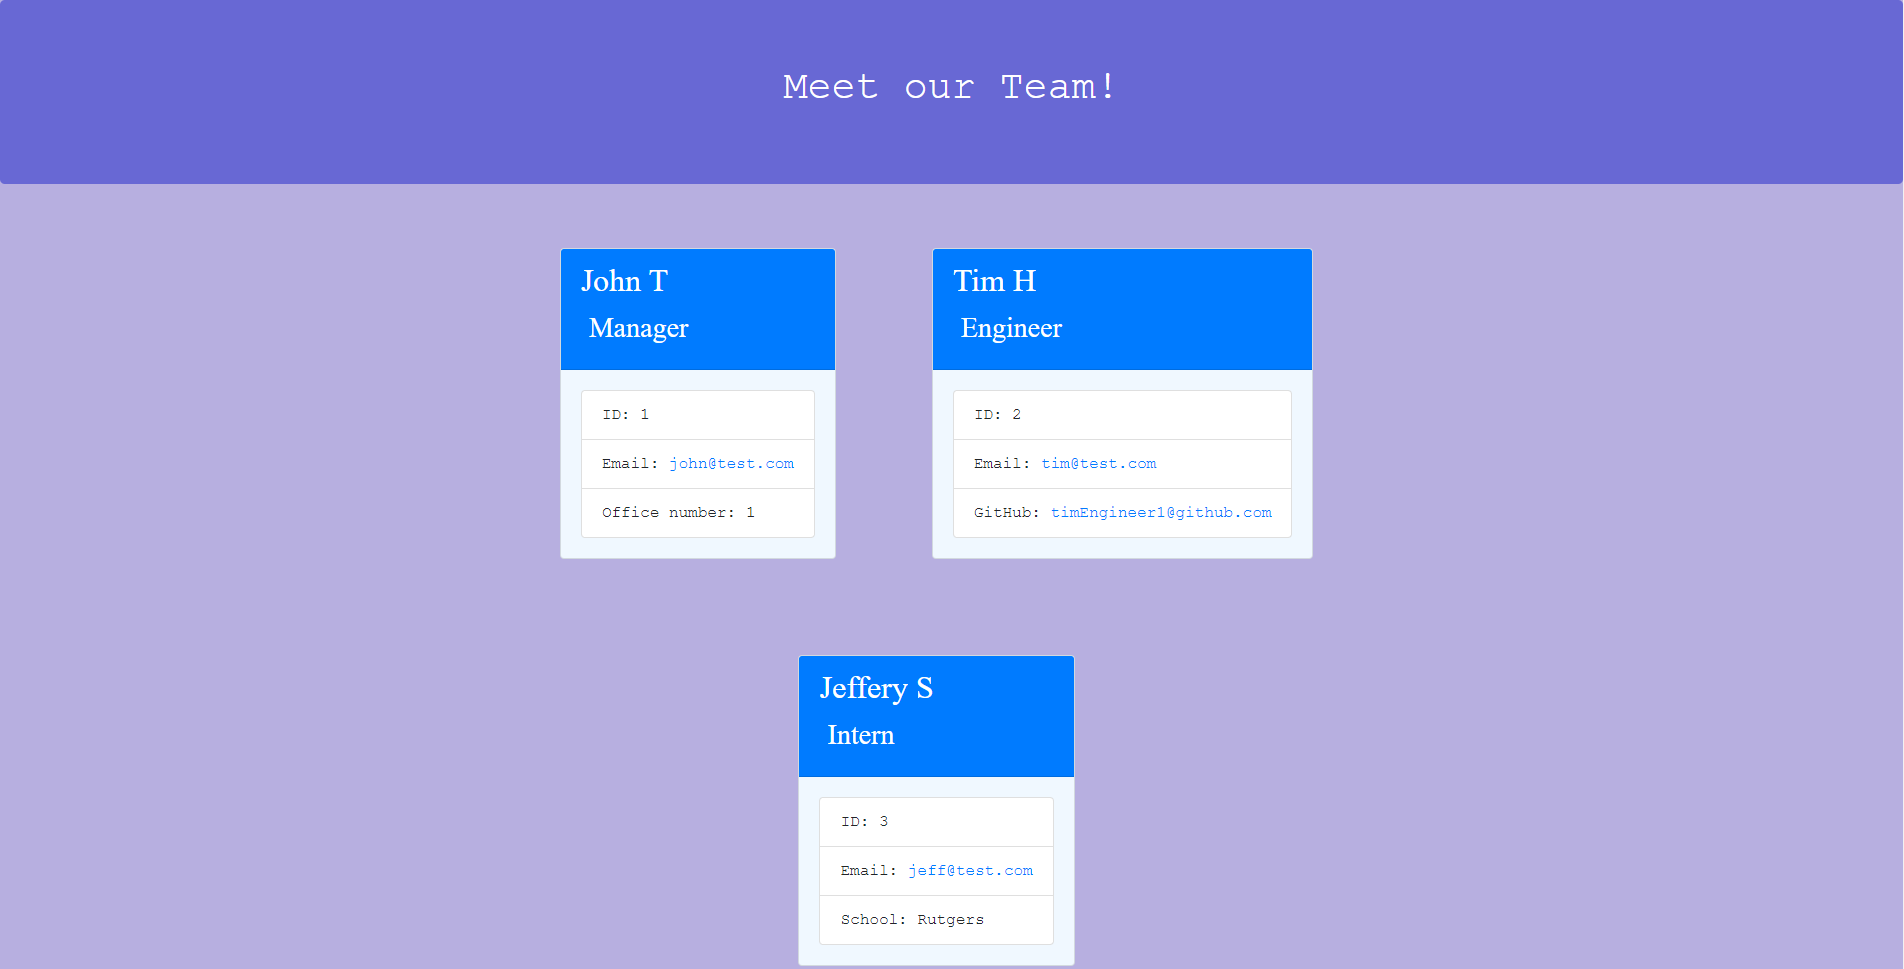 Meet our Team!
John T
Manager
ID: 1
Email: john@test.com
Office number: 1
Tim H
Engineer
ID: 2
Email: tim@test.com
GitHub: timEngineer1@github.com
Jeffery S
Intern
ID: 3
Email: jeff@test.com
School: Rutgers